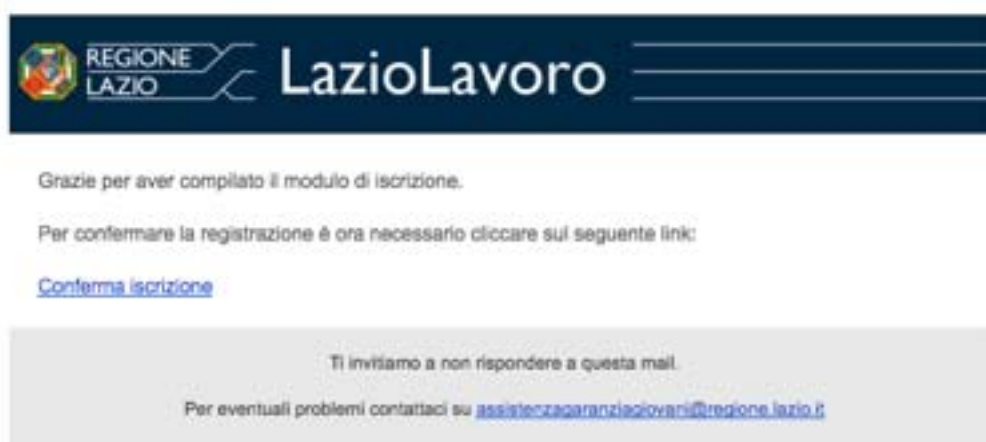 REGIONE
LAZIO
LazioLavoro
Grazie per aver compilato il modulo di iscrizione.
Per confermare la registrazione è ora necessario cliccare sul seguente link:
Conferma iscrizione
Ti invitiamo a non rispondere a questa mail.
Per eventuali problemi contattaci su assistenzagaranziagiovani@regione.lazio.it